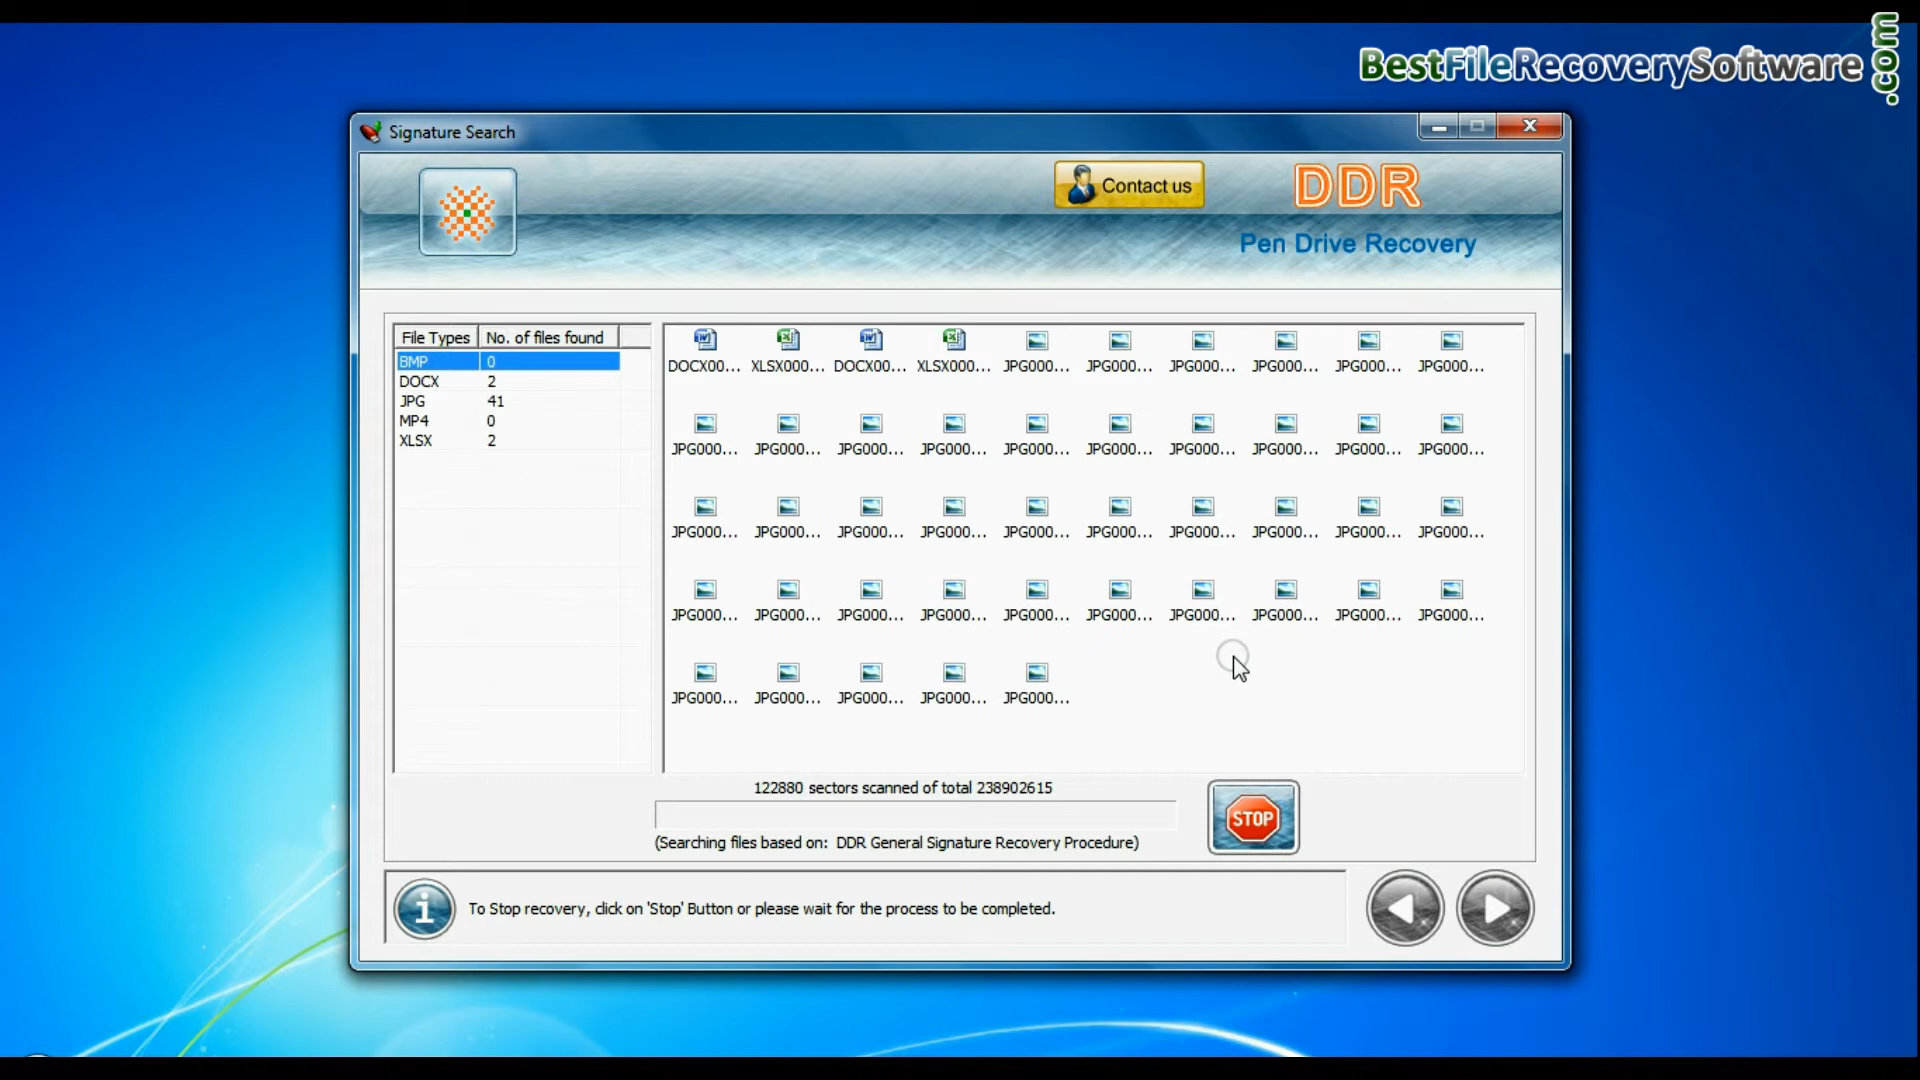 BestFileRecoverySoftware.com
Signature Search
Contact us
DDR
Pen Drive Recovery
File Types No. of files found
BMP 0
DOCX 2
JPG 41
MP4 0
XLSX 2
DOCX00... XLSX000... DOCX00... XLSX000... JPG000... JPG000... JPG000... JPG000... JPG000... JPG000...
JPG000... JPG000... JPG000... JPG000... JPG000... JPG000... JPG000... JPG000... JPG000... JPG000...
JPG000... JPG000... JPG000... JPG000... JPG000... JPG000... JPG000... JPG000... JPG000... JPG000...
JPG000... JPG000... JPG000... JPG000... JPG000... JPG000... JPG000... JPG000... JPG000... JPG000...
JPG000... JPG000... JPG000... JPG000... JPG000...
122880 sectors scanned of total 238902615
STOP
(Searching files based on: DDR General Signature Recovery Procedure)
To Stop recovery, click on 'Stop' Button or please wait for the process to be completed.